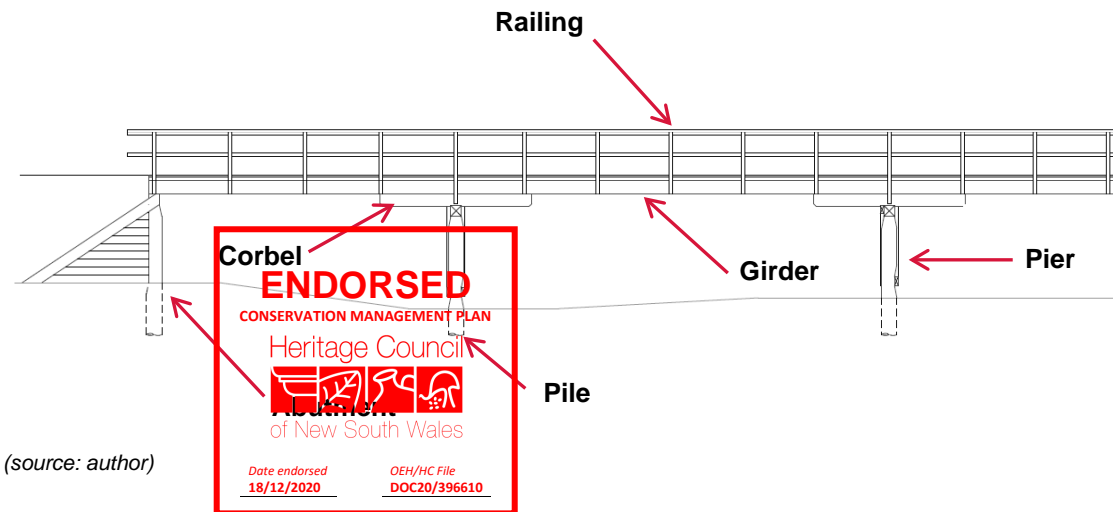 Railing
Corbel
Girder
Pier
ENDORSED
CONSERVATION MANAGEMENT PLAN
Heritage Council
Pile
Abutment
of New South Wales
(source: author)
Date endorsed OEH/HC File
18/12/2020 DOC20/396610